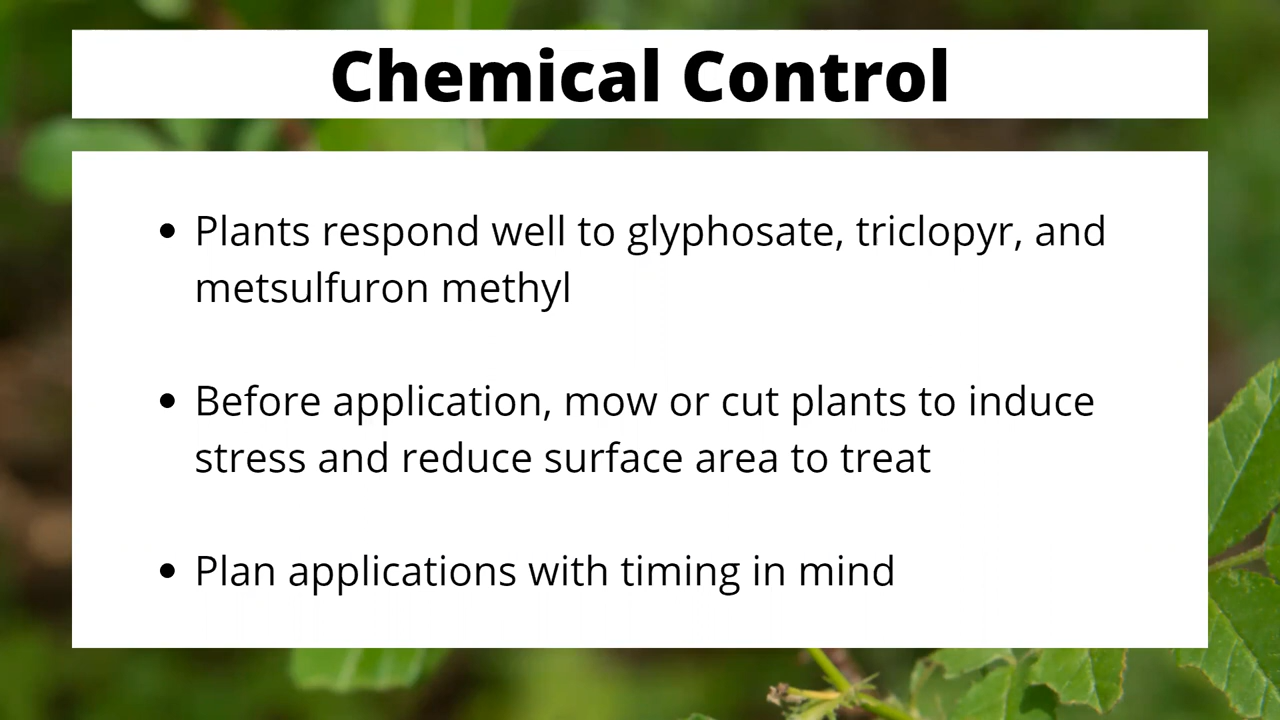 Chemical Control
• Plants respond well to glyphosate, triclopyr, and
metsulfuron methyl
• Before application, mow or cut plants to induce
stress and reduce surface area to treat
• Plan applications with timing in mind